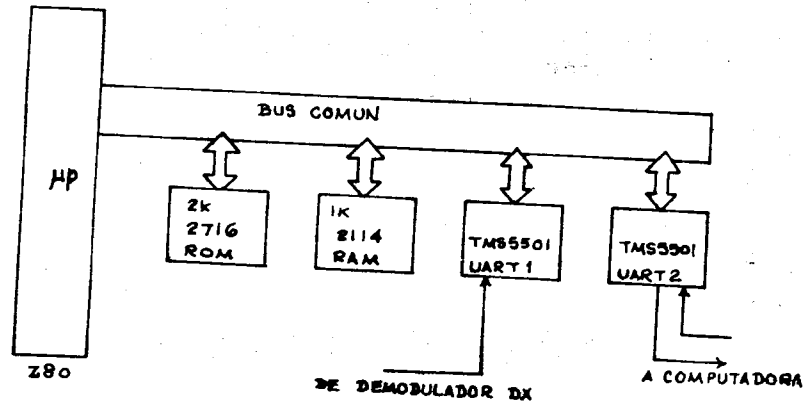 BUS COMUN
μp
2K
2716
ROM
1K
2114
RAM
TMS5501
UART 1
TMS5501
UART 2
Z80
DE DEMODULADOR DX
A COMPUTADORA